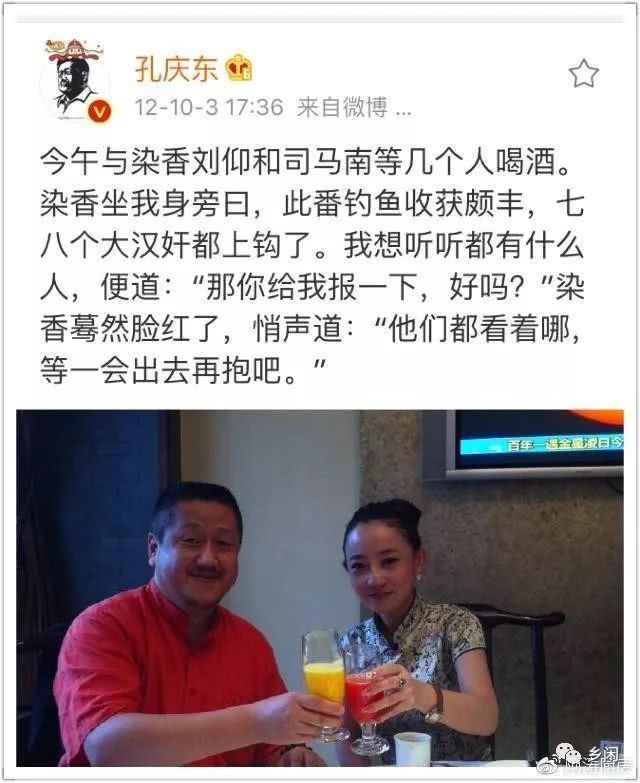 孔庆东
12-10-3 17:36 来自微博 ...
今午与染香刘仰和司马南等几个人喝酒。
染香坐我身旁曰，此番钓鱼收获颇丰，七
八个大汉奸都上钩了。我想听听都有什么
人，便道：“那你给我报一下，好吗？”染
香蓦然脸红了，悄声道：“他们都看着哪，
等一会出去再抱吧。”
百年一遇金星凌日今
乡闲